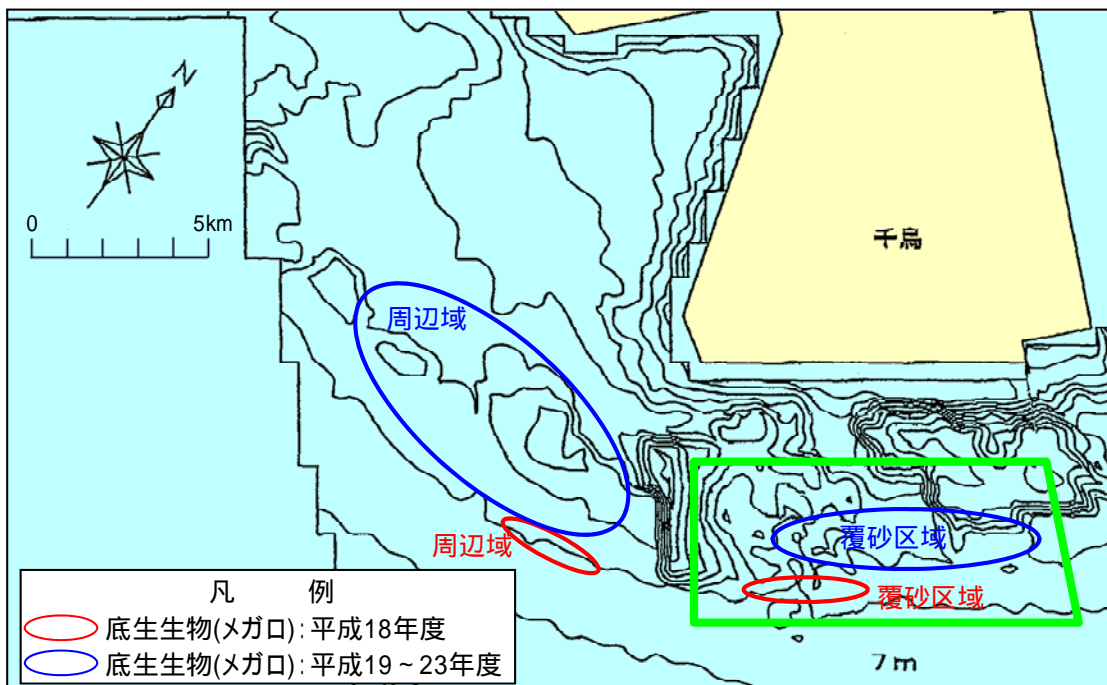 N
0 5km
千鳥
周辺域
周辺域
覆砂区域
覆砂区域
7m
凡 例
底生生物(メガロ):平成18年度
底生生物(メガロ):平成19~23年度